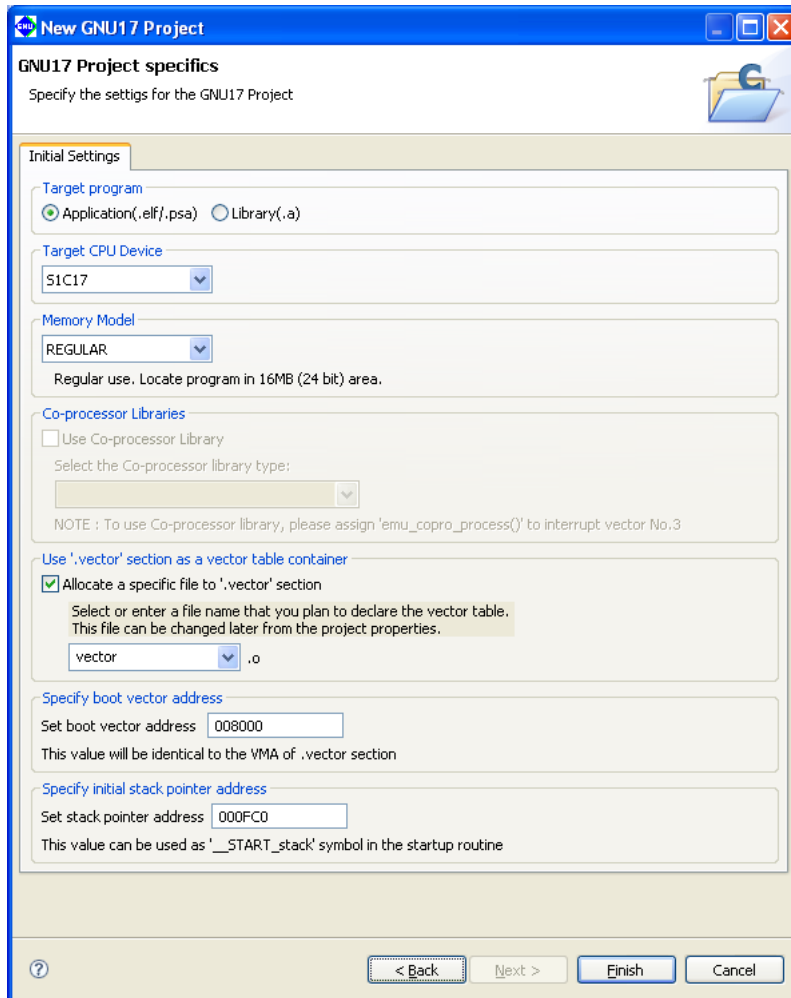 GNU
New GNU17 Project
GNU17 Project specifics
Specify the settigs for the GNU17 Project
C
Initial Settings
Target program
Application(.elf/.psa) Library(.a)
Target CPU Device
S1C17
Memory Model
REGULAR
Regular use. Locate program in 16MB (24 bit) area.
Co-processor Libraries
Use Co-processor Library
Select the Co-processor library type:
NOTE : To use Co-processor library, please assign 'emu_copro_process()' to interrupt vector No.3
Use '.vector' section as a vector table container
Allocate a specific file to '.vector' section
Select or enter a file name that you plan to declare the vector table.
This file can be changed later from the project properties.
vector .o
Specify boot vector address
Set boot vector address 008000
This value will be identical to the VMA of .vector section
Specify initial stack pointer address
Set stack pointer address 000FC0
This value can be used as '__START_stack' symbol in the startup routine
? < Back Next > Finish Cancel